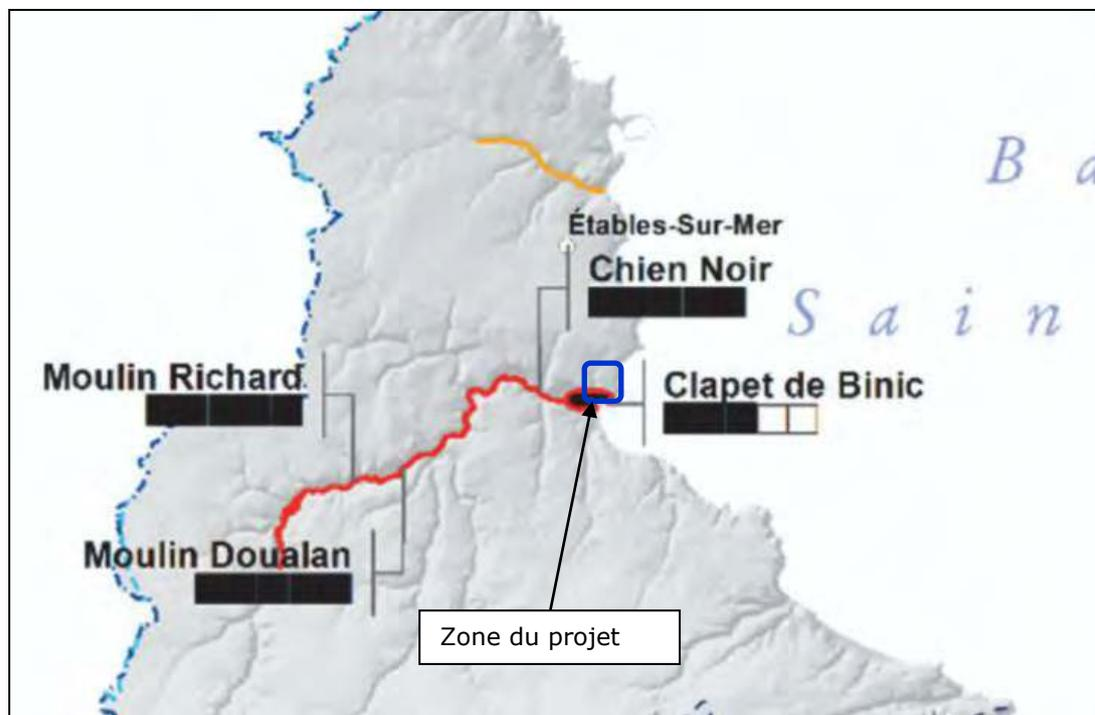 B a
Étables-Sur-Mer
Chien Noir
S a i n
Moulin Richard
Clapet de Binic
Moulin Doualan
Zone du projet